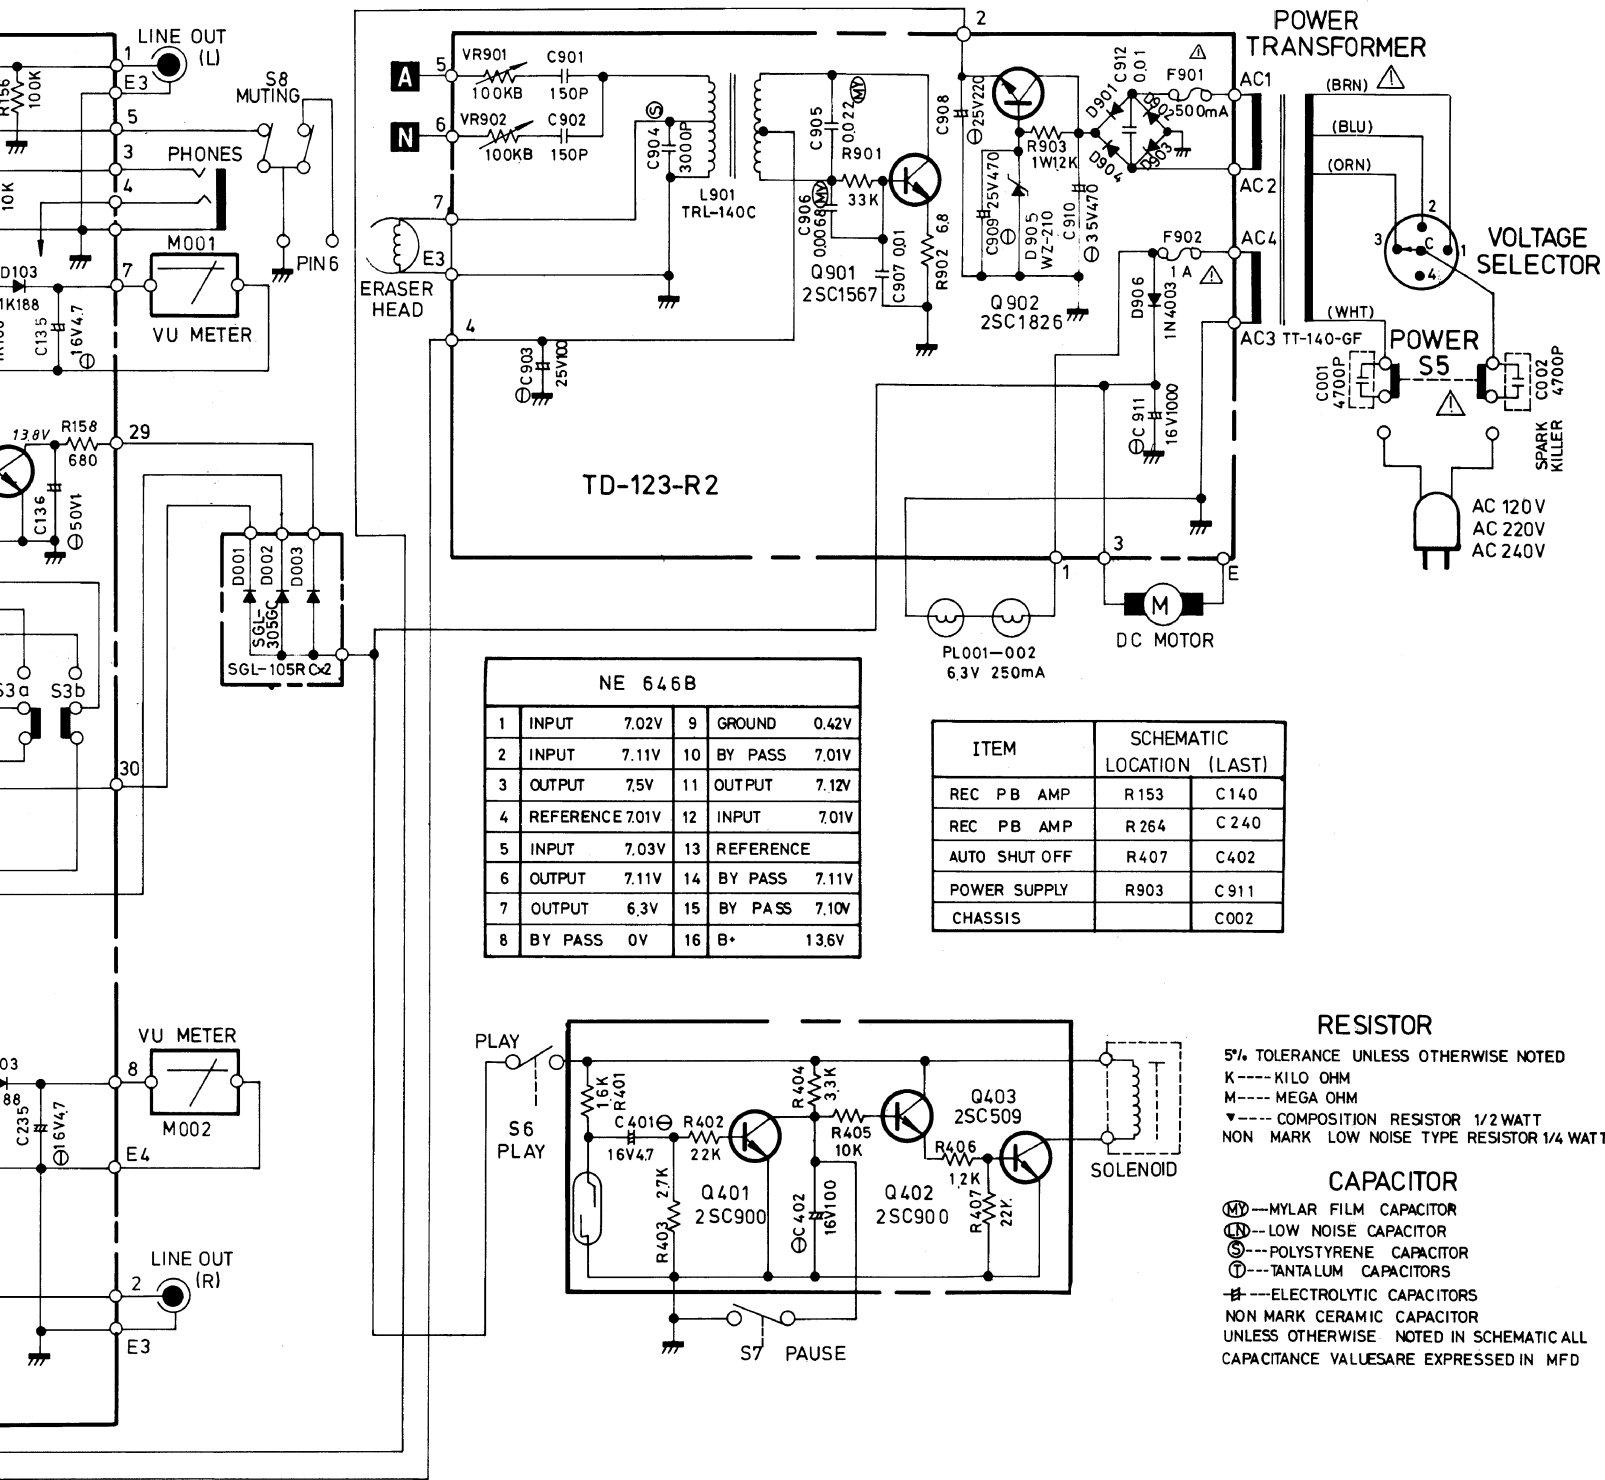 LINE OUT
(L)
1
E3
R156
100K
S8
MUTING
5
3
PHONES
4
10K
M001
PIN 6
7
D103
1K188
C135
16V4.7
VU METER
13.8V
R158
680
29
C136
50V1
D001
D002
D003
SGL-
305GC
SGL-105R C×2
S3a
S3b
30
VU METER
8
M002
03
88
C235
16V4.7
E4
LINE OUT
(R)
2
E3
A
N
5
6
VR901
100KB
C901
150P
VR902
100KB
C902
150P
S
C904
3000P
L901
TRL-140C
7
E3
ERASER
HEAD
4
C903
25V100
C905
0.022
MY
R901
33K
C906
0.0068
MY
Q901
2SC1567
C907 0.01
R902 6.8
2
C908
25V220
R903
1W12K
C909 25V470
D905
WZ-210
C910
35V470
Q902
2SC1826
D901
D902
D903
D904
C912
0.01
F901
500mA
AC1
AC2
F902
1A
AC4
AC3
D906
1N4003
C911
16V1000
TD-123-R2
1
3
E
M
DC MOTOR
PL001-002
6.3V 250mA
POWER
TRANSFORMER
(BRN)
(BLU)
(ORN)
(WHT)
TT-140-GF
2
3
C
1
4
VOLTAGE
SELECTOR
POWER
S5
C001
4700P
C002
4700P
SPARK
KILLER
AC 120V
AC 220V
AC 240V
NE 646B
1 INPUT 7.02V 9 GROUND 0.42V
2 INPUT 7.11V 10 BY PASS 7.01V
3 OUTPUT 7.5V 11 OUTPUT 7.12V
4 REFERENCE 7.01V 12 INPUT 7.01V
5 INPUT 7.03V 13 REFERENCE
6 OUTPUT 7.11V 14 BY PASS 7.11V
7 OUTPUT 6.3V 15 BY PASS 7.10V
8 BY PASS 0V 16 B+ 13.6V
ITEM SCHEMATIC
LOCATION (LAST)
REC PB AMP R153 C140
REC PB AMP R264 C240
AUTO SHUT OFF R407 C402
POWER SUPPLY R903 C911
CHASSIS C002
PLAY
S6
PLAY
1.6K
R401
C401
16V4.7
R402
22K
R403 2.7K
Q401
2SC900
R404
3.3K
R405
10K
C402
16V100
Q402
2SC900
Q403
2SC509
R406
1.2K
R407
22K
S7 PAUSE
SOLENOID
RESISTOR
5% TOLERANCE UNLESS OTHERWISE NOTED
K----KILO OHM
M----MEGA OHM
▼----COMPOSITION RESISTOR 1/2 WATT
NON MARK LOW NOISE TYPE RESISTOR 1/4 WATT
CAPACITOR
MY---MYLAR FILM CAPACITOR
LN---LOW NOISE CAPACITOR
S---POLYSTYRENE CAPACITOR
T---TANTALUM CAPACITORS
---ELECTROLYTIC CAPACITORS
NON MARK CERAMIC CAPACITOR
UNLESS OTHERWISE NOTED IN SCHEMATIC ALL
CAPACITANCE VALUESARE EXPRESSED IN MFD